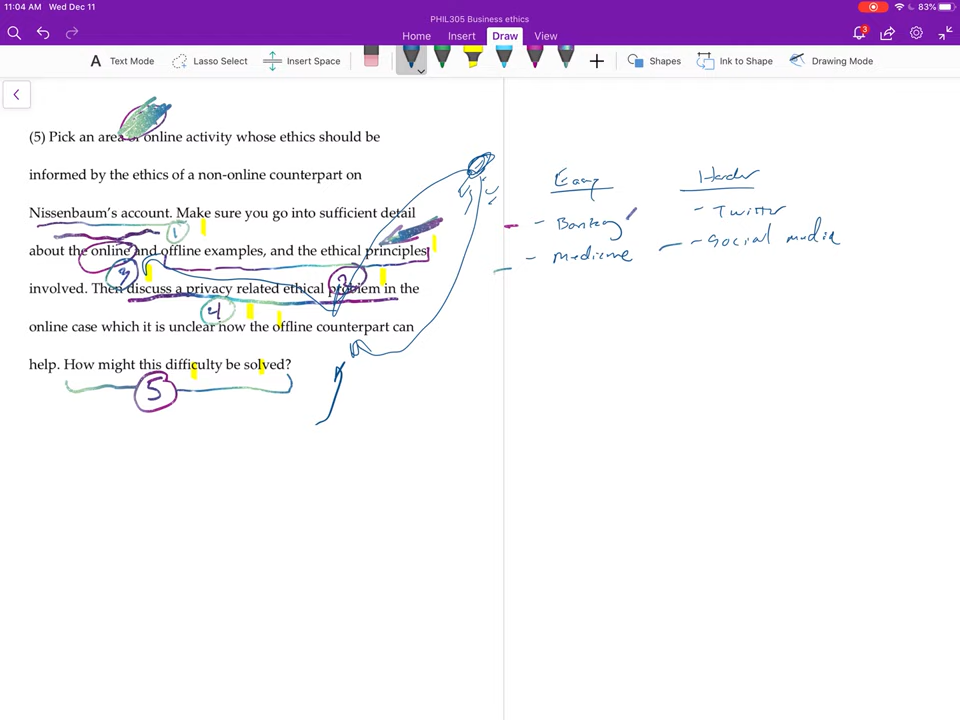 11:04 AM Wed Dec 11
83%
PHIL305 Business ethics
Home Insert Draw View
3
A Text Mode Lasso Select Insert Space Shapes Ink to Shape Drawing Mode
(5) Pick an area of online activity whose ethics should be
informed by the ethics of a non-online counterpart on
Nissenbaum's account. Make sure you go into sufficient detail
1
about the online and offline examples, and the ethical principles
3 2
involved. Then discuss a privacy related ethical problem in the
4
online case which it is unclear how the offline counterpart can
help. How might this difficulty be solved?
5
Easy
- Banking
- Medicine
Harder
- Twitter
- Social media